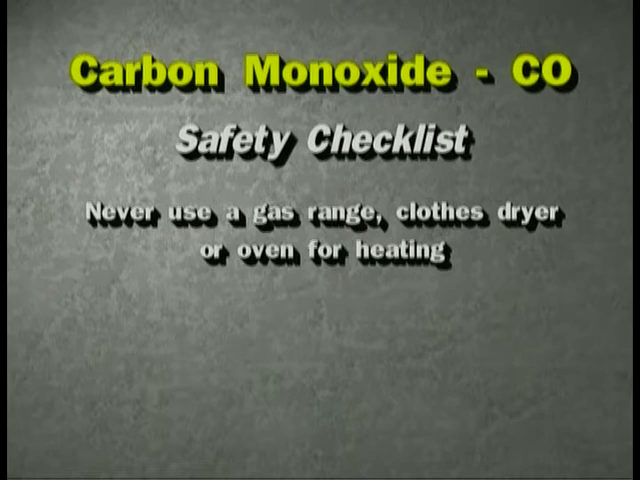 Carbon Monoxide - CO
Safety Checklist
Never use a gas range, clothes dryer
or oven for heating